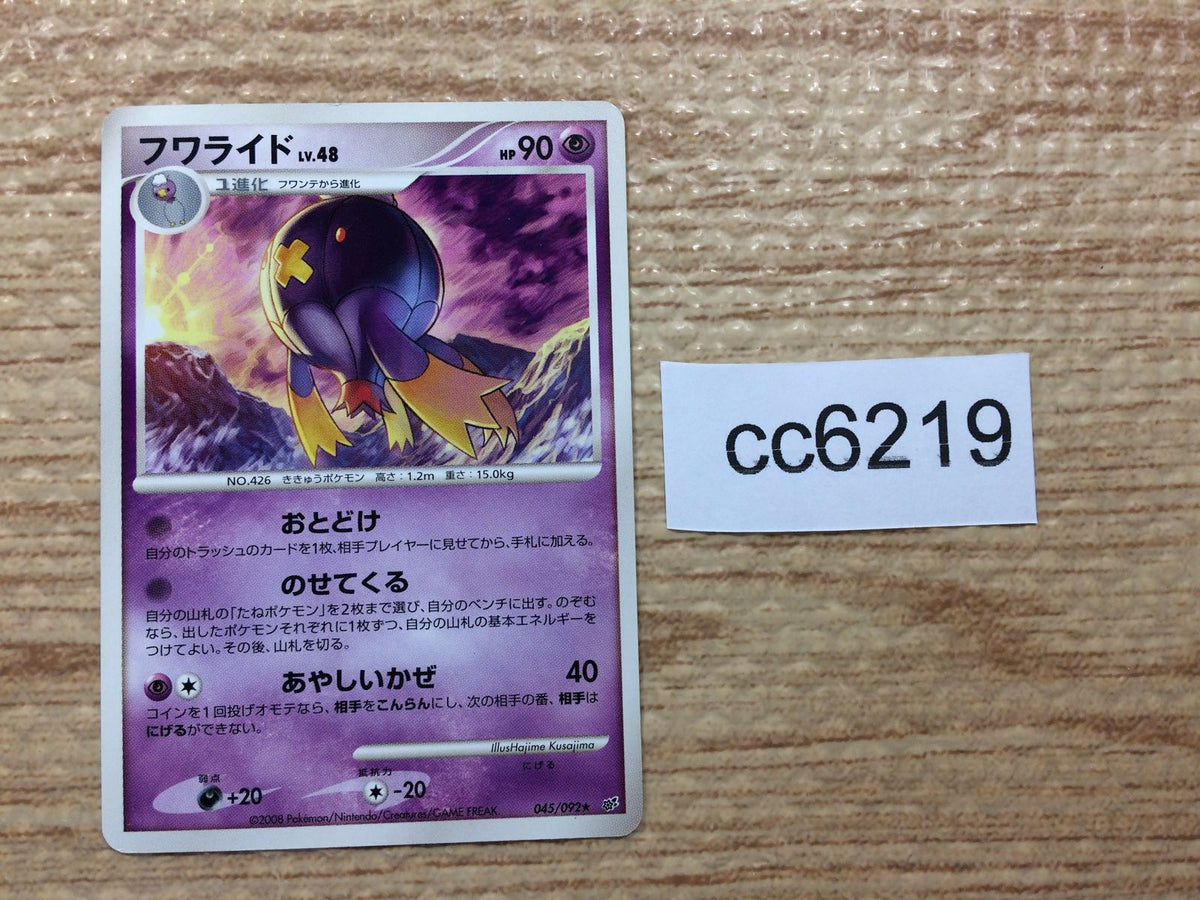 フワライド LV.48 HP 90
1進化 フワンテから進化
NO.426 ききゅうポケモン 高さ:1.2m 重さ:15.0kg
おとどけ
自分のトラッシュのカードを1枚、相手プレイヤーに見せてから、手札に加える。
のせてくる
自分の山札の「たねポケモン」を2枚まで選び、自分のベンチに出す。のぞむ
なら、出したポケモンそれぞれに1枚ずつ、自分の山札の基本エネルギーを
つけてよい。その後、山札を切る。
あやしいかぜ 40
コインを1回投げオモテなら、相手をこんらんにし、次の相手の番、相手は
にげるができない。
IllusHajime Kusajima
弱点 +20
抵抗力 -20
にげる
©2008 Pokémon/Nintendo/Creatures/GAME FREAK. 045/092★
cc6219